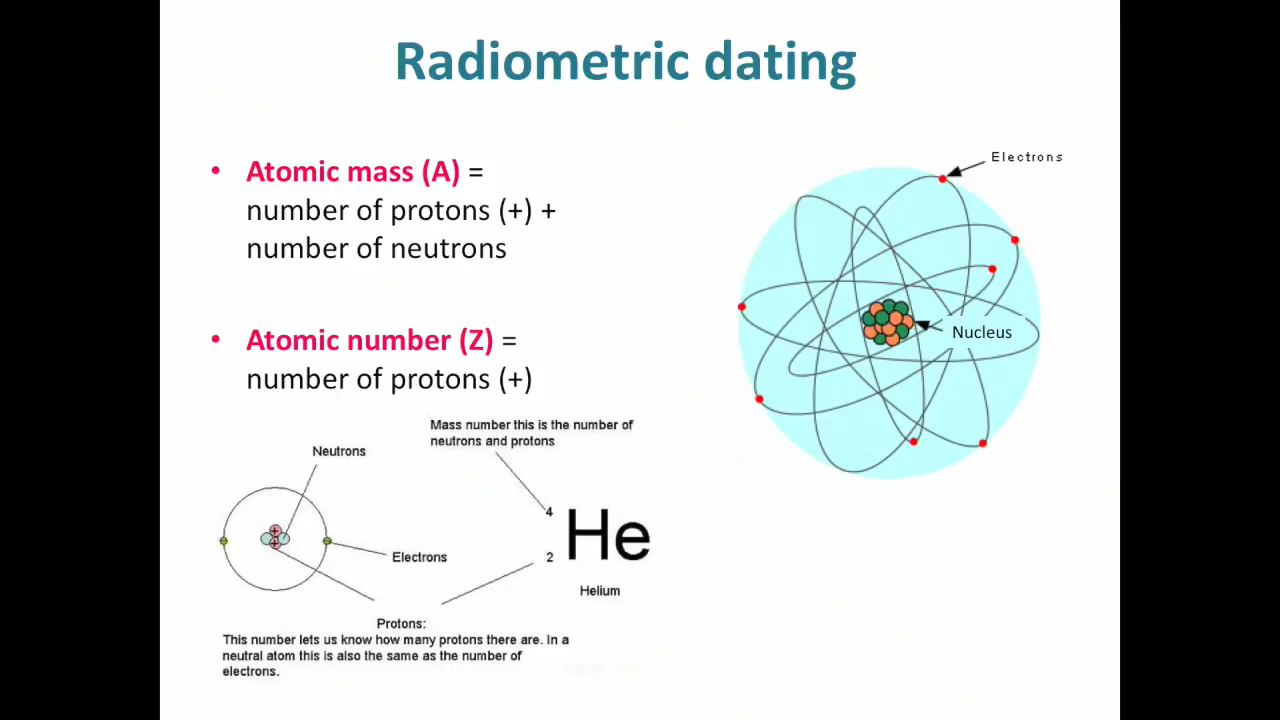 Radiometric dating
• Atomic mass (A) =
number of protons (+) +
number of neutrons
• Atomic number (Z) =
number of protons (+)
Electrons
Nucleus
Mass number this is the number of
neutrons and protons
Neutrons
+
+
Electrons
4
He
2
Helium
Protons:
This number lets us know how many protons there are. In a
neutral atom this is also the same as the number of
electrons.